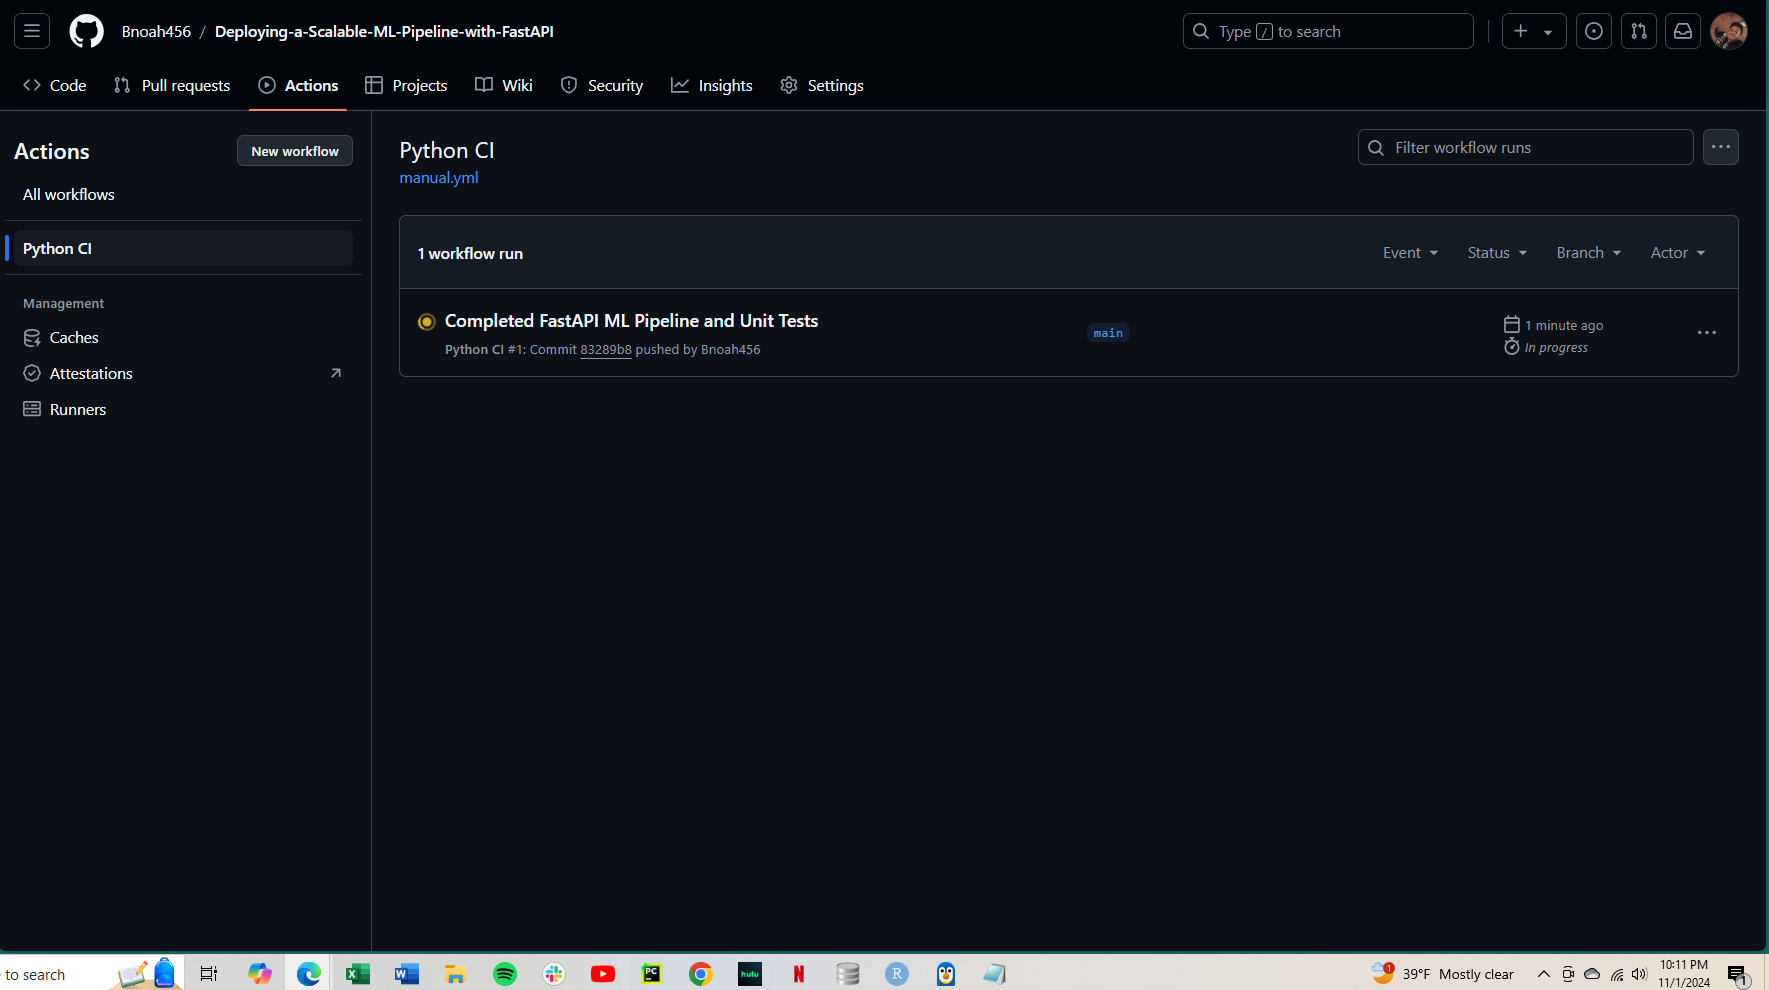 Bnoah456 / Deploying-a-Scalable-ML-Pipeline-with-FastAPI
Type / to search
Code
Pull requests
Actions
Projects
Wiki
Security
Insights
Settings
Actions
New workflow
All workflows
Python CI
Management
Caches
Attestations
Runners
Python CI
manual.yml
Filter workflow runs
1 workflow run
Event
Status
Branch
Actor
Completed FastAPI ML Pipeline and Unit Tests
Python CI #1: Commit 83289b8 pushed by Bnoah456
main
1 minute ago
In progress
to search
PC
hulu
N
R
1
39°F Mostly clear
10:11 PM
11/1/2024
1